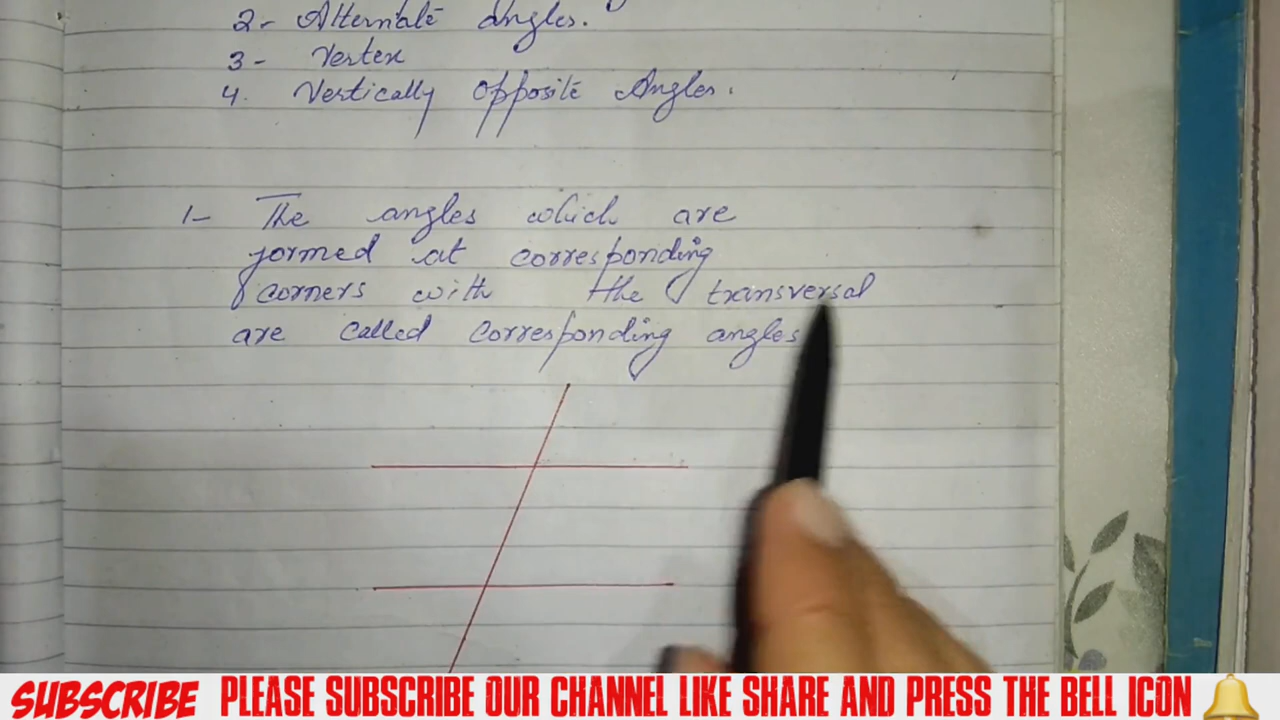 2- Alternate Angles.
3- Vertex
4. Vertically Opposite Angles.
1- The angles which are
formed at corresponding
corners with the transversal
are called corresponding angles
SUBSCRIBE PLEASE SUBSCRIBE OUR CHANNEL LIKE SHARE AND PRESS THE BELL ICON